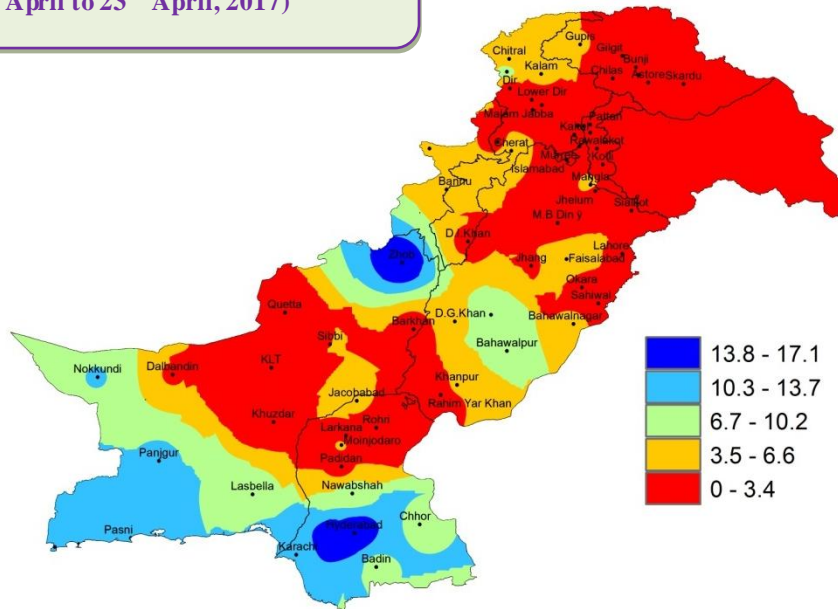 April to 23 April, 2017)
Chitral
Gupis
Gilgit
Bunji
Kalam
Chilas
Astore
Skardu
Dir
Lower Dir
Malam Jabba
Pattan
Kakul
Rawalakot
Cherat
Murree
Kotli
Islamabad
Mangla
Bannu
Jhelum
Sialkot
M.B.Din ÿ
D.I.Khan
Zhob
Lahore
Jhang
Faisalabad
Okara
Sahiwal
Quetta
D.G.Khan
Bahawalnagar
Barkhan
Sibbi
Bahawalpur
Nokkundi
Dalbandin
KLT
Khanpur
Jacobabad
Rahim Yar Khan
Khuzdar
Rohri
Larkana
Moinjodaro
Panjgur
Padidan
Lasbella
Nawabshah
Pasni
Hyderabad
Chhor
Karachi
Badin
13.8 - 17.1
10.3 - 13.7
6.7 - 10.2
3.5 - 6.6
0 - 3.4